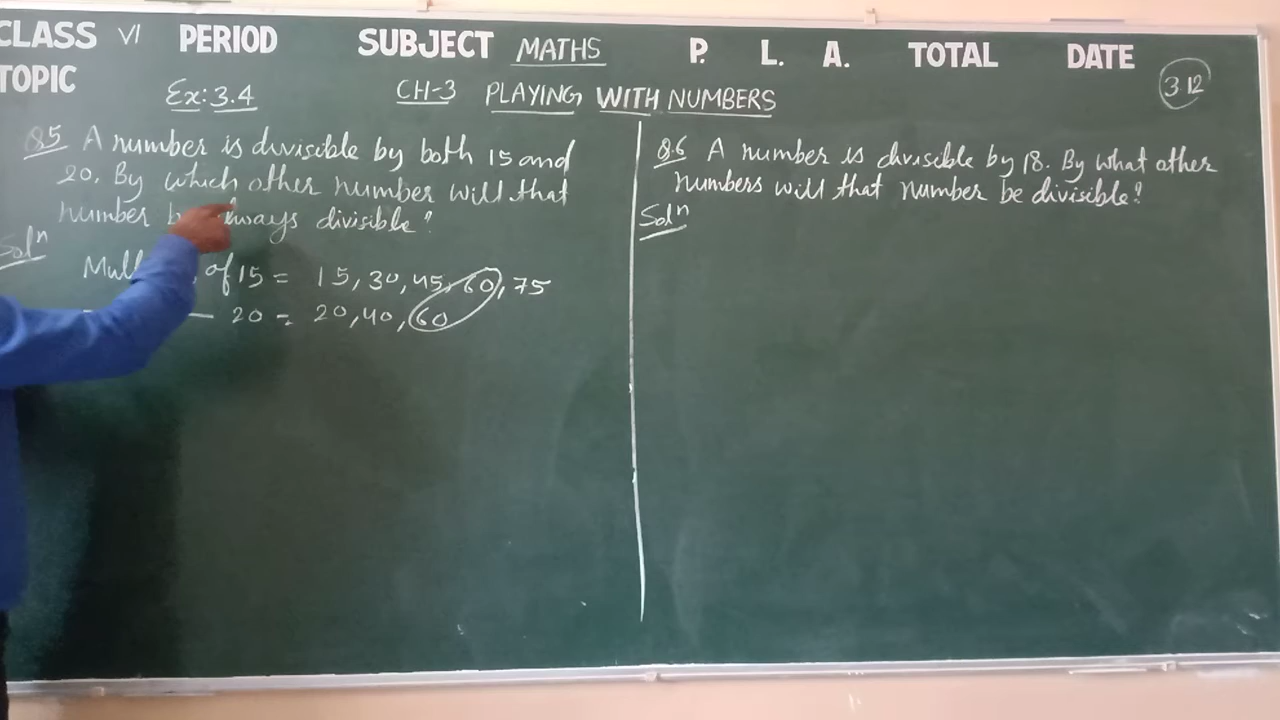 CLASS VI PERIOD SUBJECT MATHS P. L. A. TOTAL DATE
TOPIC
Ex: 3.4 CH-3 PLAYING WITH NUMBERS 3.12
Q5 A number is divisible by both 15 and
20. By which other number will that
number always divisible?
Solⁿ
of 15 = 15, 30, 45, 60, 75
20 = 20, 40, 60
Q.6 A number is divisible by 18. By what other
numbers will that number be divisible?
Solⁿ